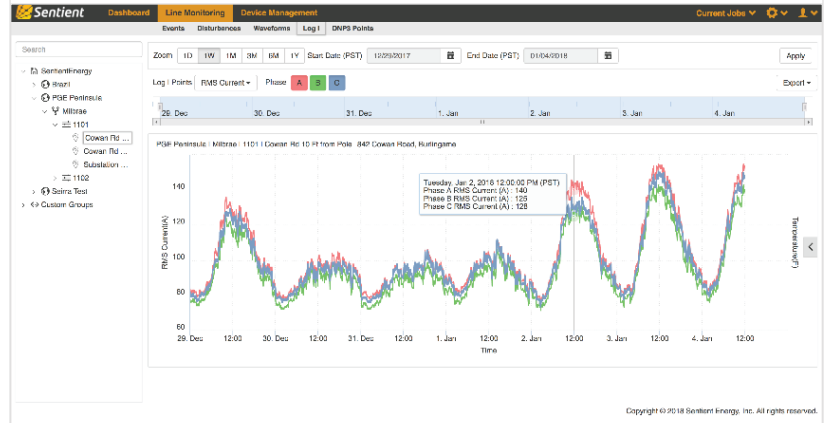 Sentient Dashboard Line Monitoring Device Management Current Jobs
Events Disturbances Waveforms Log I DNP3 Points
Search
Zoom 1D 1W 1M 3M 6M 1Y Start Date (PST) 12/29/2017 End Date (PST) 01/04/2018 Apply
SentientEnergy
Brazil
PGE Peninsula
Millbrae
1101
Cowan Rd ...
Cowan Rd ...
Substation ...
1102
Serra Test
Custom Groups
Log I Points RMS Current Phase A B C Export
29. Dec 30. Dec 31. Dec 1. Jan 2. Jan 3. Jan 4. Jan
PGE Peninsula | Millbrae | 1101 | Cowan Rd 10 Ft from Pole 842 Cowan Road, Burlingame
Tuesday, Jan 2, 2018 12:00:00 PM (PST)
Phase A RMS Current (A) : 140
Phase B RMS Current (A) : 125
Phase C RMS Current (A) : 128
RMS Current(A)
140
120
100
80
60
Temperature(F)
29. Dec 12:00 30. Dec 12:00 31. Dec 12:00 1. Jan 12:00 2. Jan 12:00 3. Jan 12:00 4. Jan 12:00
Time
Copyright © 2018 Sentient Energy, Inc. All rights reserved.